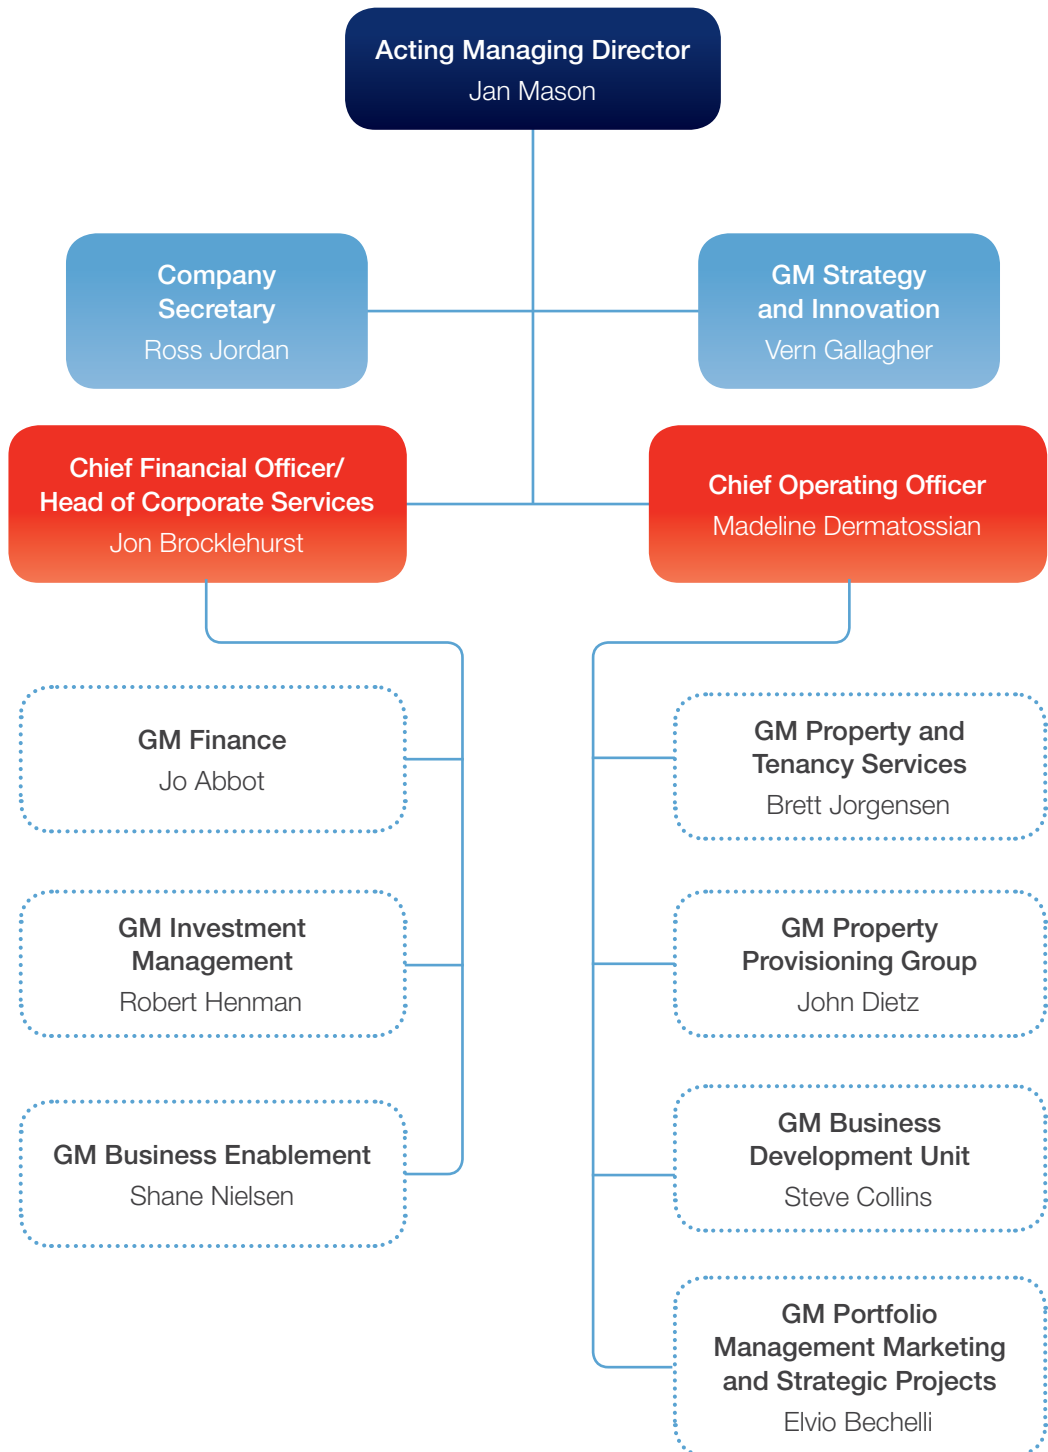 Acting Managing Director
Jan Mason
Company
Secretary
Ross Jordan
GM Strategy
and Innovation
Vern Gallagher
Chief Financial Officer/
Head of Corporate Services
Jon Brocklehurst
Chief Operating Officer
Madeline Dermatossian
GM Finance
Jo Abbot
GM Investment
Management
Robert Henman
GM Business Enablement
Shane Nielsen
GM Property and
Tenancy Services
Brett Jorgensen
GM Property
Provisioning Group
John Dietz
GM Business
Development Unit
Steve Collins
GM Portfolio
Management Marketing
and Strategic Projects
Elvio Bechelli